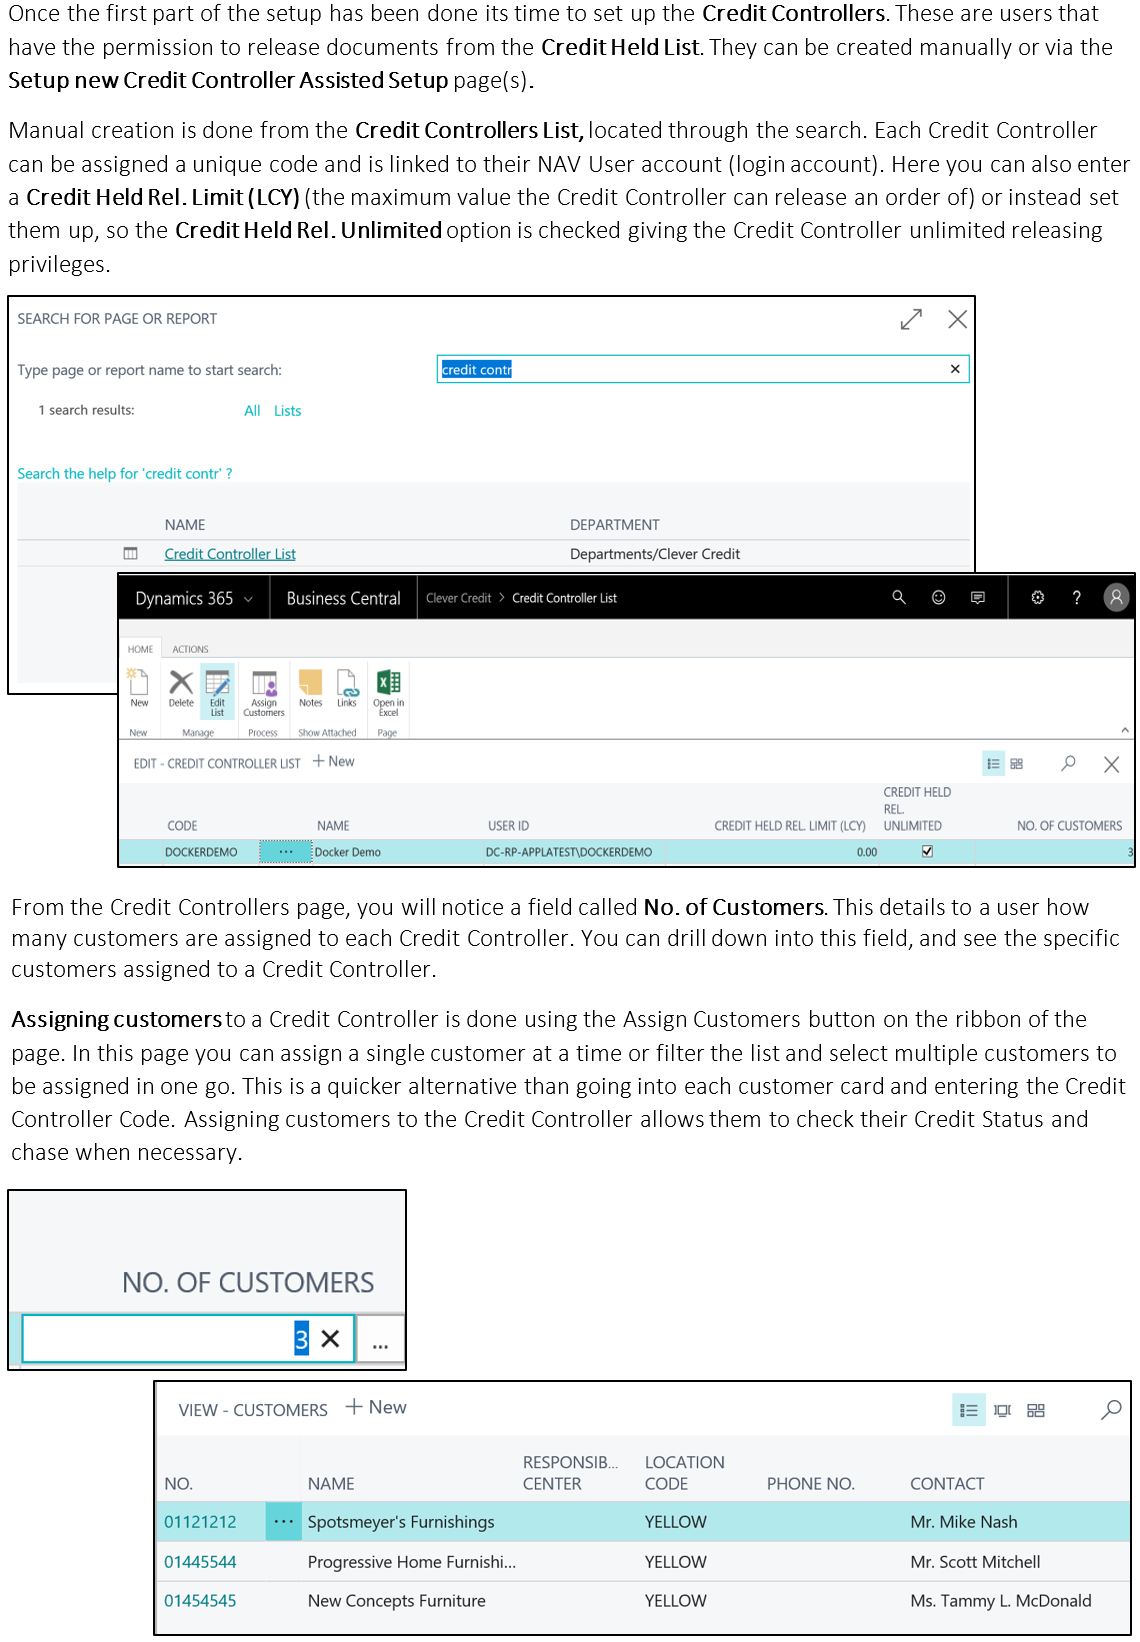 Once the first part of the setup has been done its time to set up the Credit Controllers. These are users that
have the permission to release documents from the Credit Held List. They can be created manually or via the
Setup new Credit Controller Assisted Setup page(s).
Manual creation is done from the Credit Controllers List, located through the search. Each Credit Controller
can be assigned a unique code and is linked to their NAV User account (login account). Here you can also enter
a Credit Held Rel. Limit (LCY) (the maximum value the Credit Controller can release an order of) or instead set
them up, so the Credit Held Rel. Unlimited option is checked giving the Credit Controller unlimited releasing
privileges.
SEARCH FOR PAGE OR REPORT
Type page or report name to start search: credit contr
1 search results: All Lists
Search the help for 'credit contr' ?
NAME DEPARTMENT
Credit Controller List Departments/Clever Credit
Dynamics 365 Business Central Clever Credit > Credit Controller List ?
HOME ACTIONS
New Delete Edit List Assign Customers Notes Links Open in Excel
New Manage Process Show Attached Page
EDIT - CREDIT CONTROLLER LIST + New
CODE NAME USER ID CREDIT HELD REL. LIMIT (LCY) CREDIT HELD REL. UNLIMITED NO. OF CUSTOMERS
DOCKERDEMO ... Docker Demo DC-RP-APPLATEST\DOCKERDEMO 0.00 3
From the Credit Controllers page, you will notice a field called No. of Customers. This details to a user how
many customers are assigned to each Credit Controller. You can drill down into this field, and see the specific
customers assigned to a Credit Controller.
Assigning customers to a Credit Controller is done using the Assign Customers button on the ribbon of the
page. In this page you can assign a single customer at a time or filter the list and select multiple customers to
be assigned in one go. This is a quicker alternative than going into each customer card and entering the Credit
Controller Code. Assigning customers to the Credit Controller allows them to check their Credit Status and
chase when necessary.
NO. OF CUSTOMERS
3 ...
VIEW - CUSTOMERS + New
NO. NAME RESPONSIB... CENTER LOCATION CODE PHONE NO. CONTACT
01121212 ... Spotsmeyer's Furnishings YELLOW Mr. Mike Nash
01445544 Progressive Home Furnishi... YELLOW Mr. Scott Mitchell
01454545 New Concepts Furniture YELLOW Ms. Tammy L. McDonald